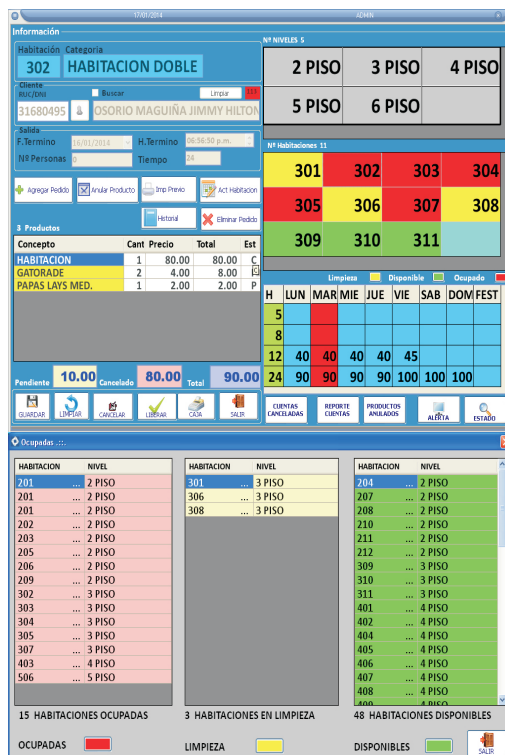 17/01/2014 ADMIN
Información
Habitación Categoria
302 HABITACION DOBLE
Cliente
RUC/DNI Buscar Limpiar
31680495 OSORIO MAGUIÑA JIMMY HILTON
Salida
F.Termino 16/01/2014 H.Termino 06:56:50 p.m.
Nº Personas 0 Tiempo 24
Agregar Pedido Anular Producto Imp Previo Act Habitacion
Historial Eliminar Pedido
3 Productos
Concepto Cant Precio Total Est
HABITACION 1 80.00 80.00 C
GATORADE 2 4.00 8.00
PAPAS LAYS MED. 1 2.00 2.00 P
Pendiente 10.00 Cancelado 80.00 Total 90.00
GUARDAR LIMPIAR CANCELAR LIBERAR CAJA SALIR
Nº NIVELES 5
2 PISO 3 PISO 4 PISO
5 PISO 6 PISO
Nº Habitaciones 11
301 302 303 304
305 306 307 308
309 310 311
Limpieza Disponible Ocupado
H LUN MAR MIE JUE VIE SAB DOM FEST
5
8
12 40 40 40 40 45
24 90 90 90 90 100 100 100
CUENTAS CANCELADAS REPORTE CUENTAS PRODUCTOS ANULADOS ALERTA ESTADO
Ocupadas .::.
HABITACION NIVEL
201 ... 2 PISO
201 ... 2 PISO
201 ... 2 PISO
202 ... 2 PISO
203 ... 2 PISO
205 ... 2 PISO
206 ... 2 PISO
209 ... 2 PISO
302 ... 3 PISO
303 ... 3 PISO
304 ... 3 PISO
305 ... 3 PISO
307 ... 3 PISO
403 ... 4 PISO
506 ... 5 PISO
15 HABITACIONES OCUPADAS
OCUPADAS
HABITACION NIVEL
301 ... 3 PISO
306 ... 3 PISO
308 ... 3 PISO
3 HABITACIONES EN LIMPIEZA
LIMPIEZA
HABITACION NIVEL
204 ... 2 PISO
207 ... 2 PISO
208 ... 2 PISO
210 ... 2 PISO
211 ... 2 PISO
212 ... 2 PISO
309 ... 3 PISO
310 ... 3 PISO
311 ... 3 PISO
401 ... 4 PISO
402 ... 4 PISO
404 ... 4 PISO
405 ... 4 PISO
406 ... 4 PISO
407 ... 4 PISO
408 ... 4 PISO
409 ... 4 PISO
48 HABITACIONES DISPONIBLES
DISPONIBLES
SALIR